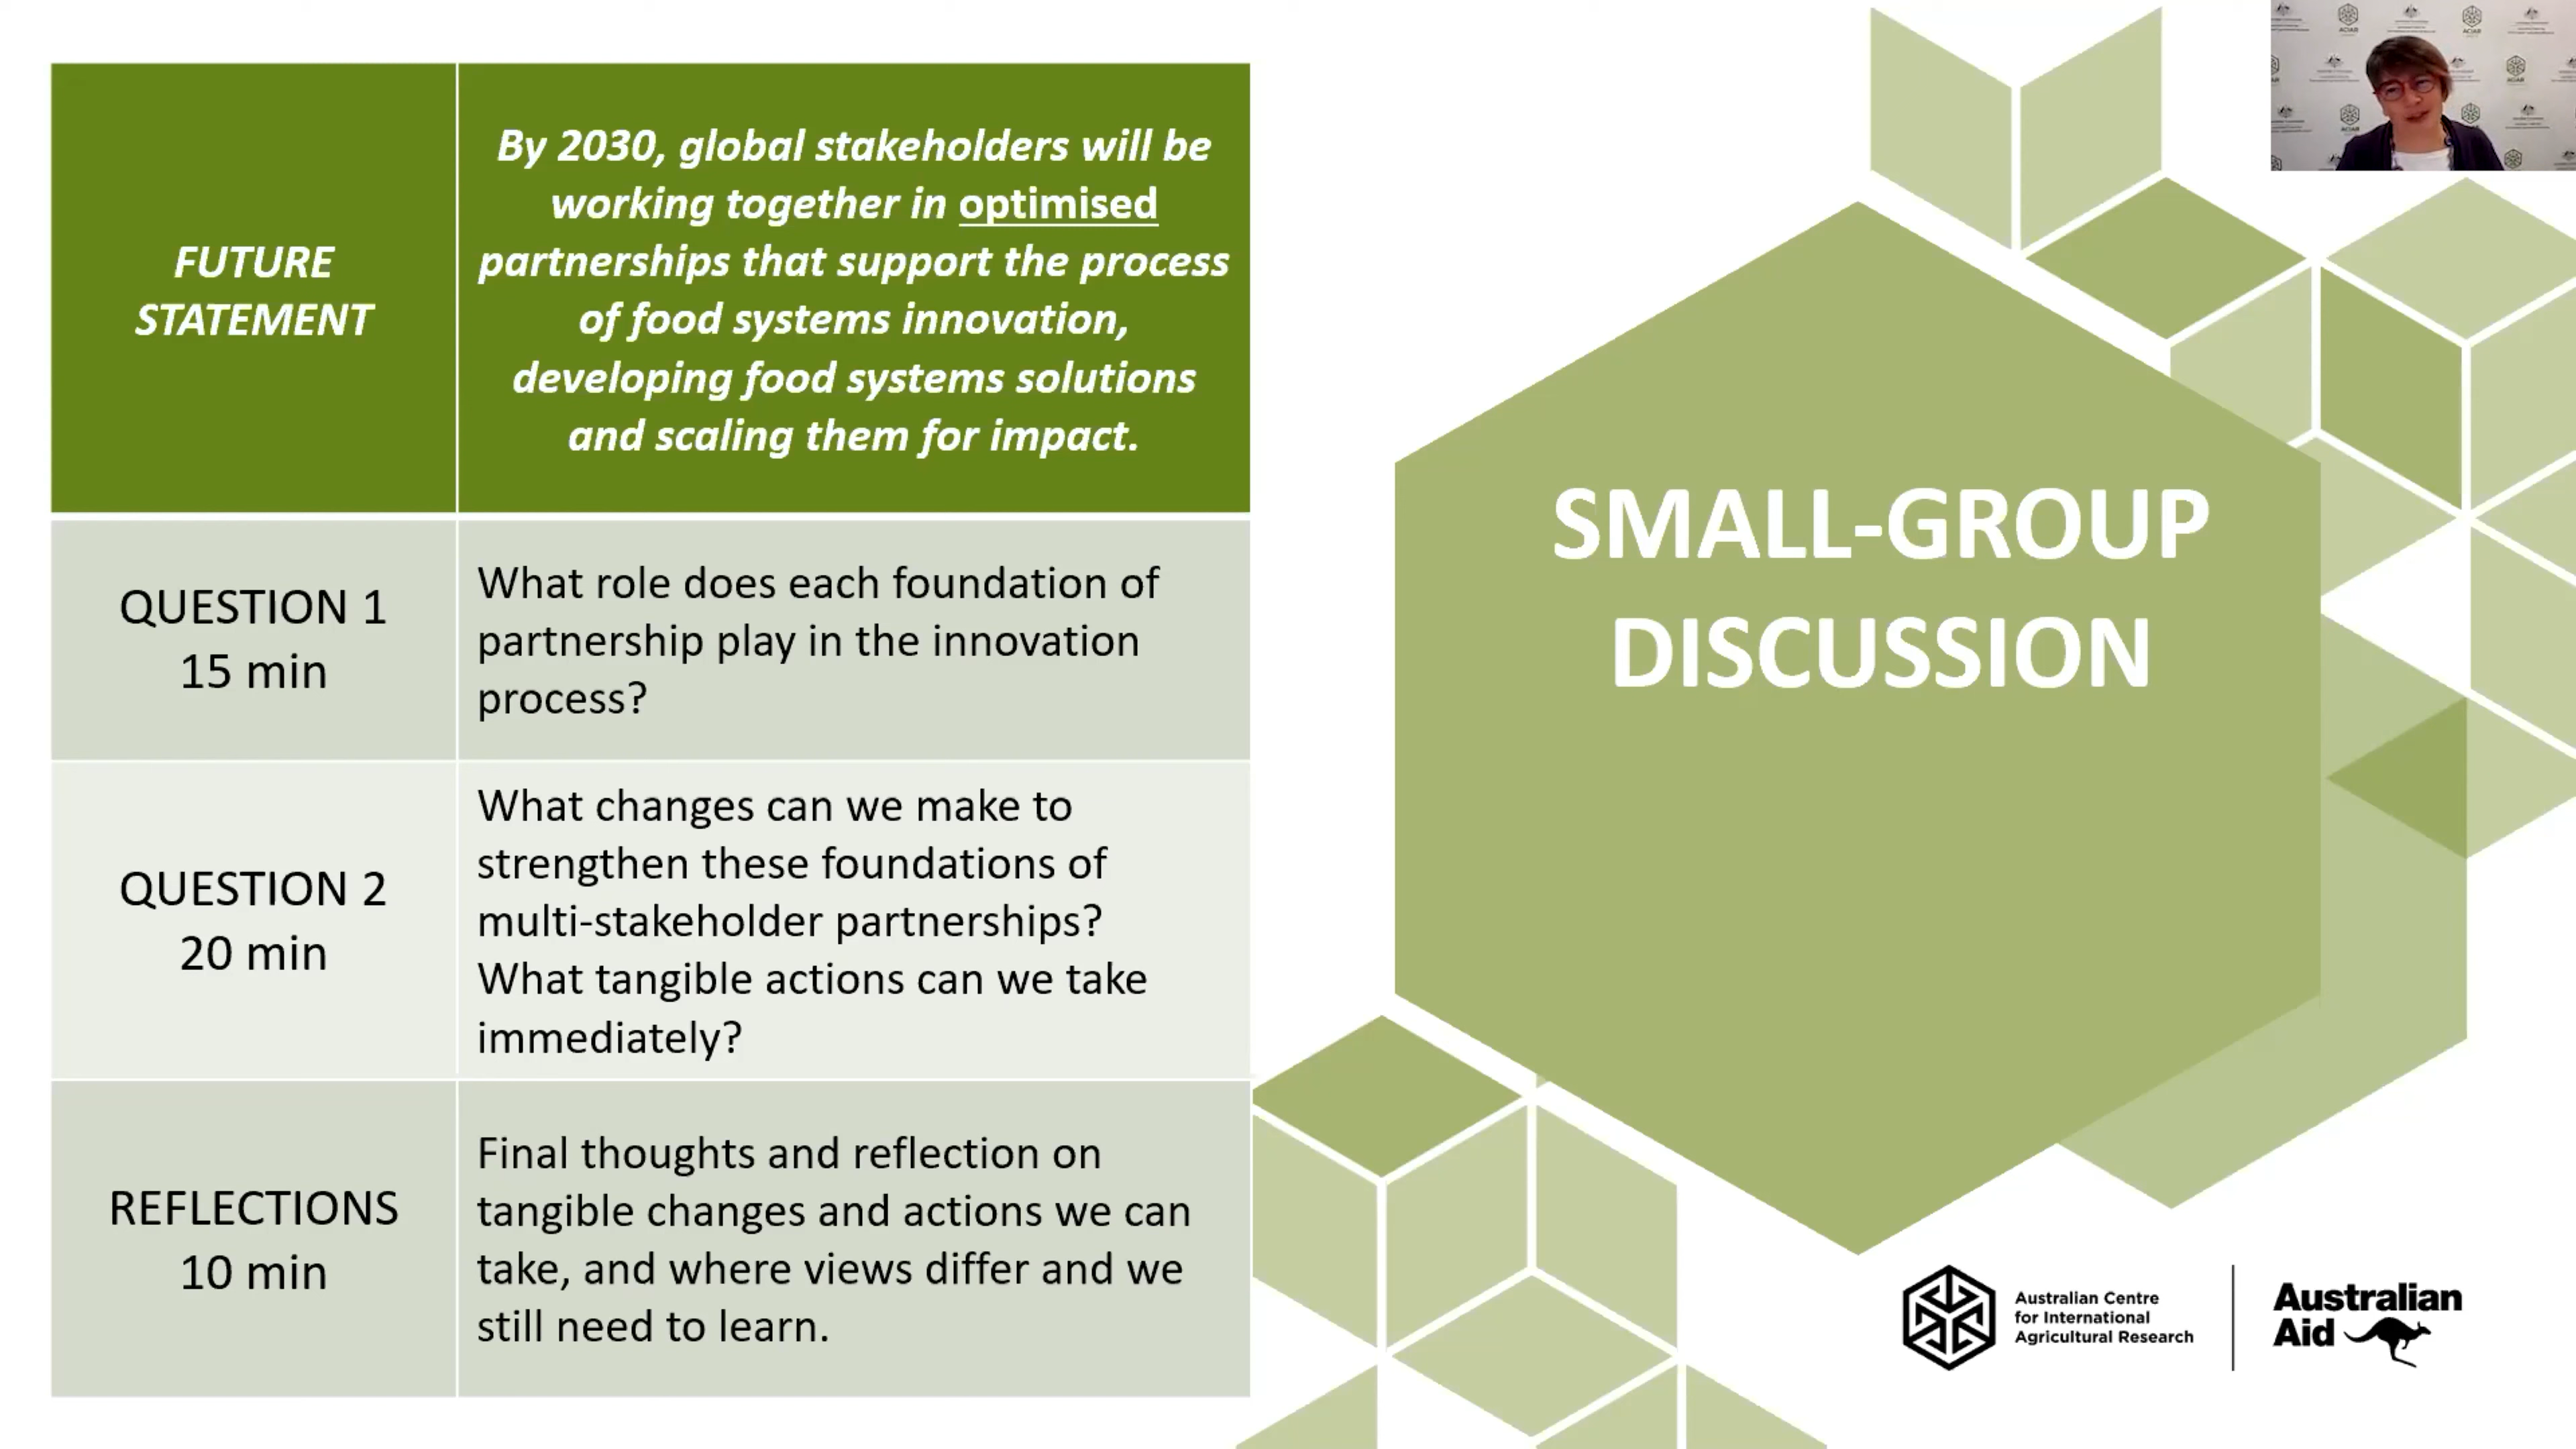 FUTURE
STATEMENT
By 2030, global stakeholders will be
working together in optimised
partnerships that support the process
of food systems innovation,
developing food systems solutions
and scaling them for impact.
QUESTION 1
15 min
What role does each foundation of
partnership play in the innovation
process?
QUESTION 2
20 min
What changes can we make to
strengthen these foundations of
multi-stakeholder partnerships?
What tangible actions can we take
immediately?
REFLECTIONS
10 min
Final thoughts and reflection on
tangible changes and actions we can
take, and where views differ and we
still need to learn.
SMALL-GROUP
DISCUSSION
Australian Centre
for International
Agricultural Research
Australian
Aid